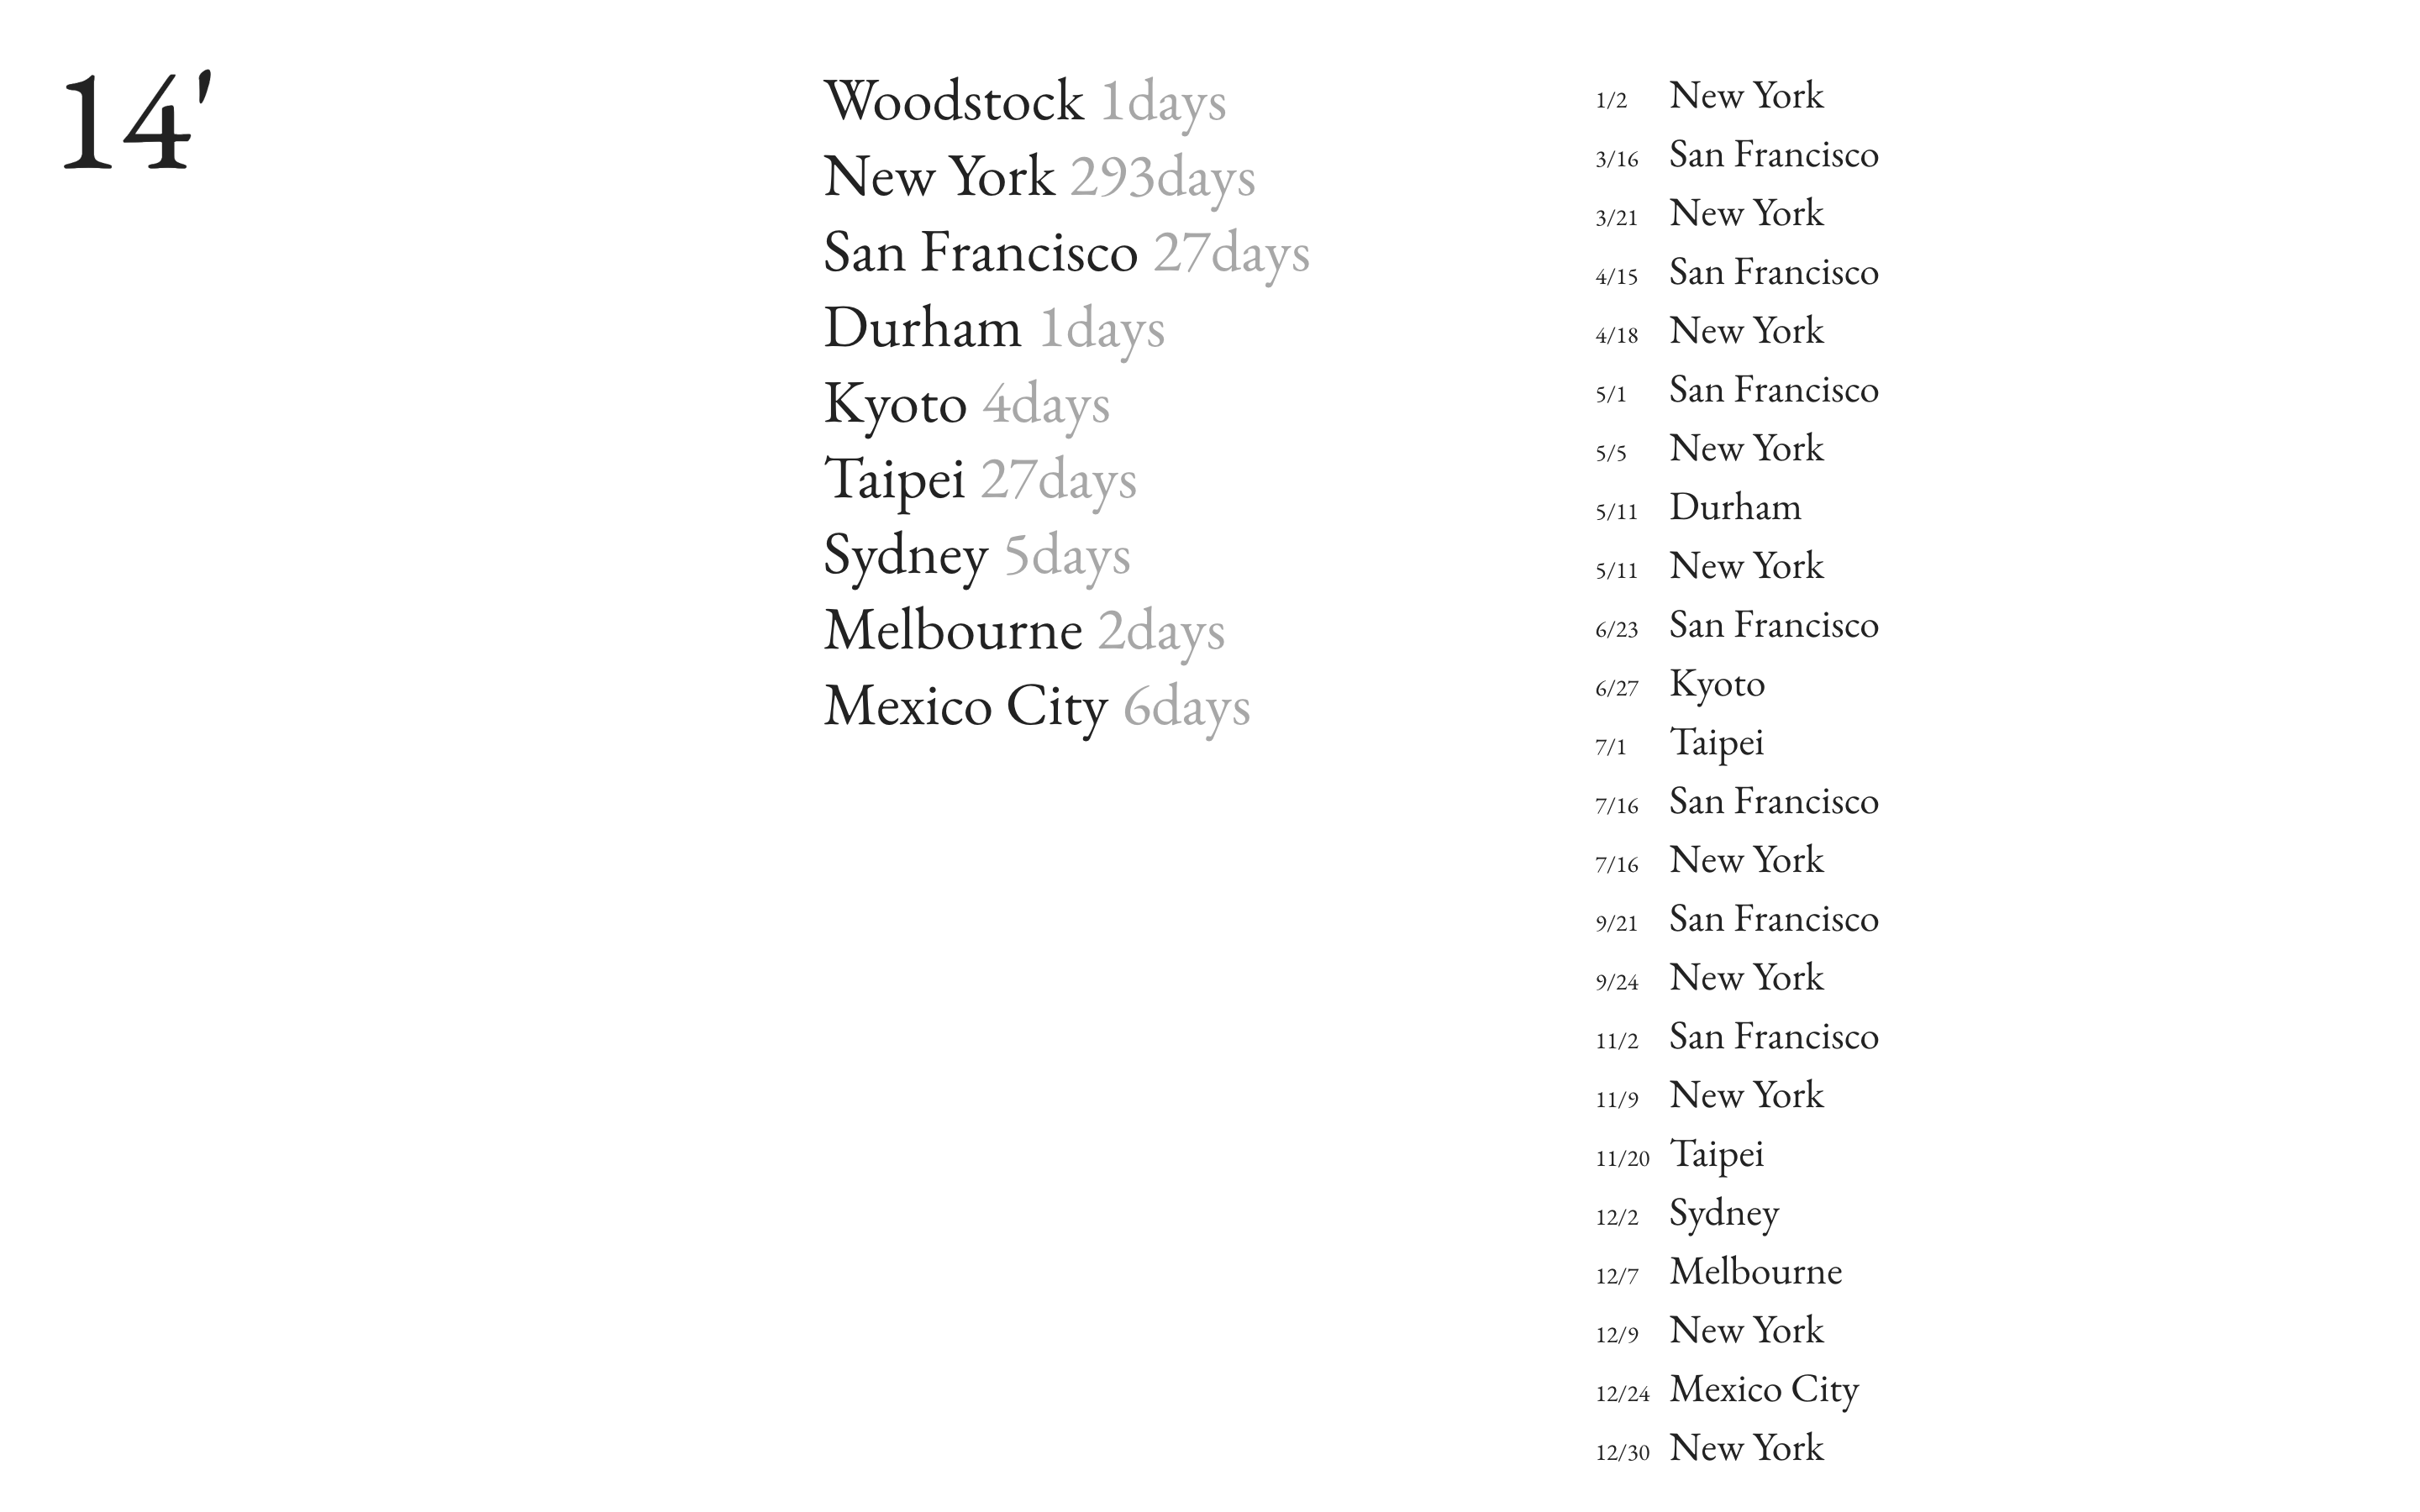 14'
Woodstock 1days
New York 293days
San Francisco 27days
Durham 1days
Kyoto 4days
Taipei 27days
Sydney 5days
Melbourne 2days
Mexico City 6days
1/2 New York
3/16 San Francisco
3/21 New York
4/15 San Francisco
4/18 New York
5/1 San Francisco
5/5 New York
5/11 Durham
5/11 New York
6/23 San Francisco
6/27 Kyoto
7/1 Taipei
7/16 San Francisco
7/16 New York
9/21 San Francisco
9/24 New York
11/2 San Francisco
11/9 New York
11/20 Taipei
12/2 Sydney
12/7 Melbourne
12/9 New York
12/24 Mexico City
12/30 New York